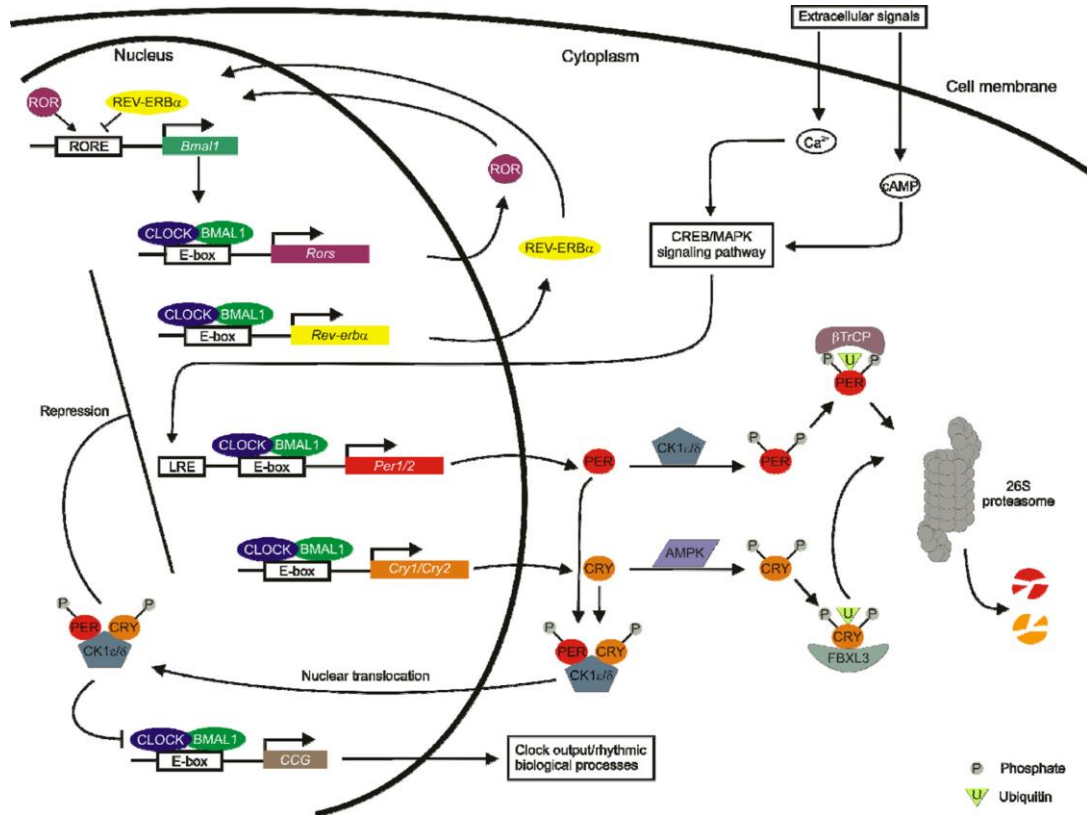 Extracellular signals
Nucleus
Cytoplasm
Cell membrane
ROR
REV-ERBα
RORE
Bmal1
Ca²⁺
ROR
cAMP
CLOCK
BMAL1
E-box
Rors
REV-ERBα
CREB/MAPK
signaling pathway
CLOCK
BMAL1
E-box
Rev-erbα
βTrCP
P
U
P
PER
Repression
CLOCK
BMAL1
LRE
E-box
Per1/2
PER
CK1ε/δ
P
P
PER
26S
proteasome
CLOCK
BMAL1
E-box
Cry1/Cry2
CRY
AMPK
P
P
CRY
P
U
P
CRY
FBXL3
P
P
PER
CRY
CK1ε/δ
P
P
PER
CRY
CK1ε/δ
Nuclear translocation
CLOCK
BMAL1
E-box
CCG
Clock output/rhythmic
biological processes
P
Phosphate
U
Ubiquitin